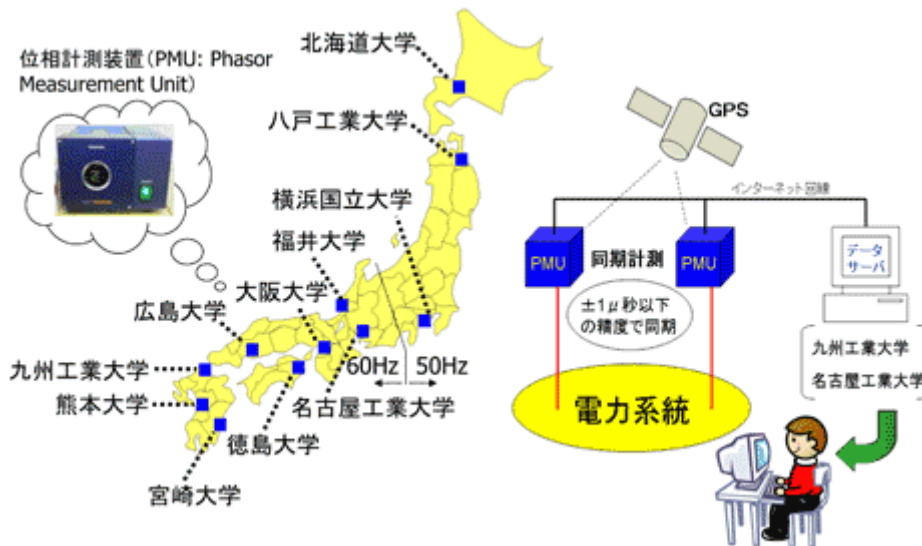 位相計測装置(PMU: Phasor
Measurement Unit)
北海道大学
八戸工業大学
横浜国立大学
福井大学
大阪大学
広島大学
九州工業大学
熊本大学
宮崎大学
徳島大学
名古屋工業大学
60Hz
50Hz
GPS
インターネット回線
PMU
同期計測
PMU
データ
サーバ
±1μ秒以下
の精度で同期
電力系統
九州工業大学
名古屋工業大学